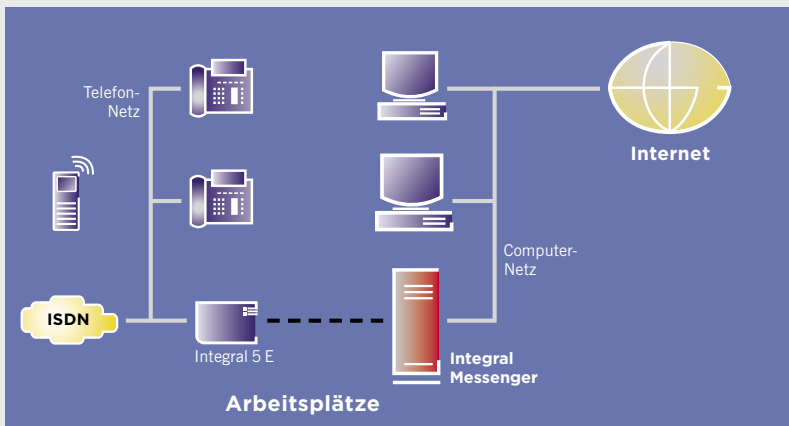 Telefon-
Netz
Internet
Computer-
Netz
ISDN
Integral 5 E
Integral
Messenger
Arbeitsplätze